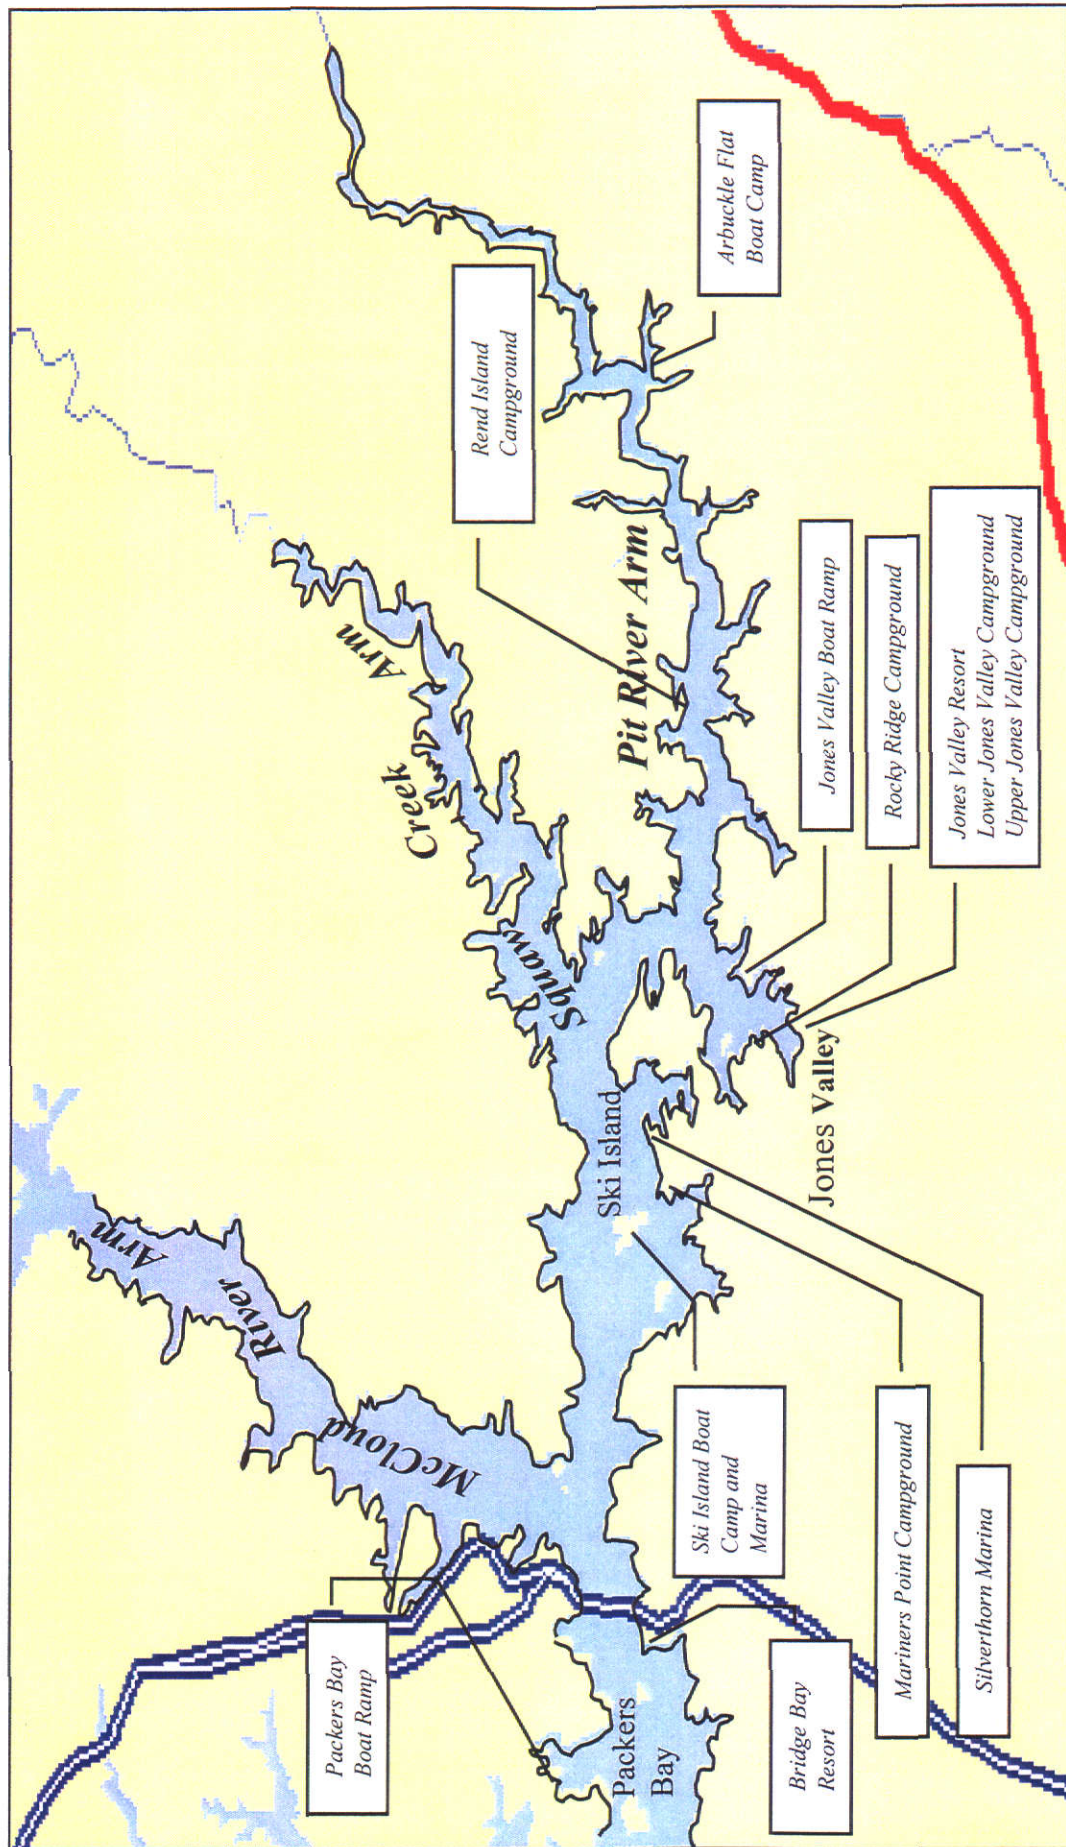 McCloud
River
Arm
Squaw
Creek
Arm
Pit River Arm
Rend Island
Campground
Arbuckle Flat
Boat Camp
Packers Bay
Boat Ramp
Packers
Bay
Ski Island
Jones Valley
Ski Island Boat
Camp and
Marina
Bridge Bay
Resort
Mariners Point Campground
Silverthorn Marina
Jones Valley Boat Ramp
Rocky Ridge Campground
Jones Valley Resort
Lower Jones Valley Campground
Upper Jones Valley Campground